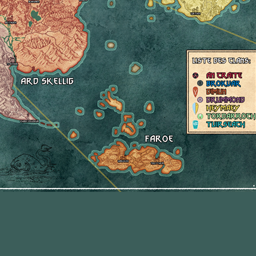 LISTE DES CLANS:
AN CRAITE
BROKVAR
DIMUN
DRUMMOND
HEYMAEY
TORDARROCH
TUIRSEACH
ARD SKELLIG
FAROE